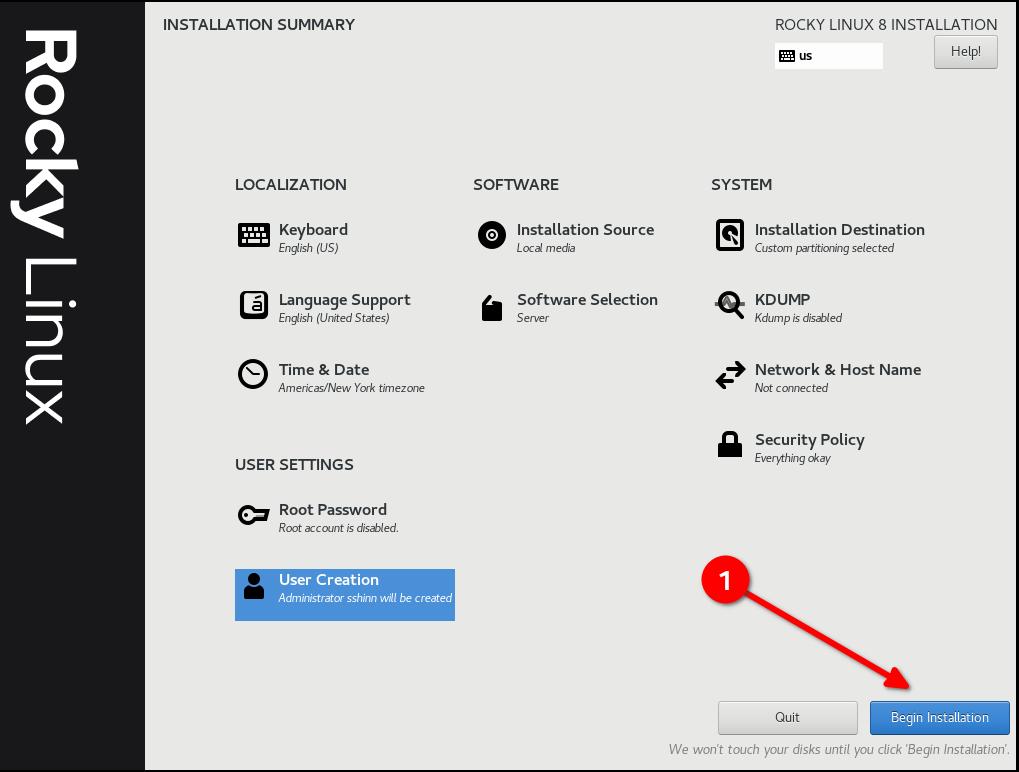 Rocky Linux
INSTALLATION SUMMARY
ROCKY LINUX 8 INSTALLATION
us
Help!
LOCALIZATION
Keyboard
English (US)
Language Support
English (United States)
Time & Date
Americas/New York timezone
SOFTWARE
Installation Source
Local media
Software Selection
Server
SYSTEM
Installation Destination
Custom partitioning selected
KDUMP
Kdump is disabled
Network & Host Name
Not connected
Security Policy
Everything okay
USER SETTINGS
Root Password
Root account is disabled.
User Creation
Administrator sshinn will be created
1
Quit
Begin Installation
We won't touch your disks until you click 'Begin Installation'.